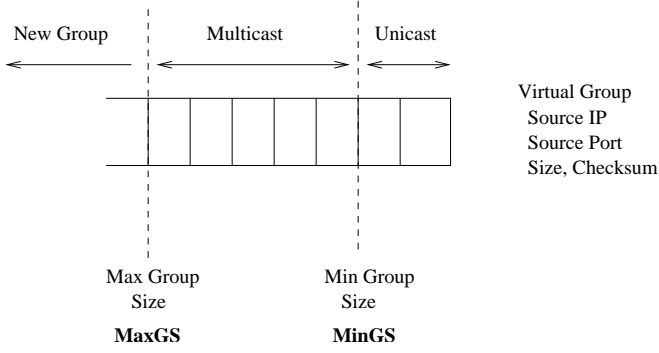 New Group
Multicast
Unicast
Virtual Group
Source IP
Source Port
Size, Checksum
Max Group
Size
MaxGS
Min Group
Size
MinGS